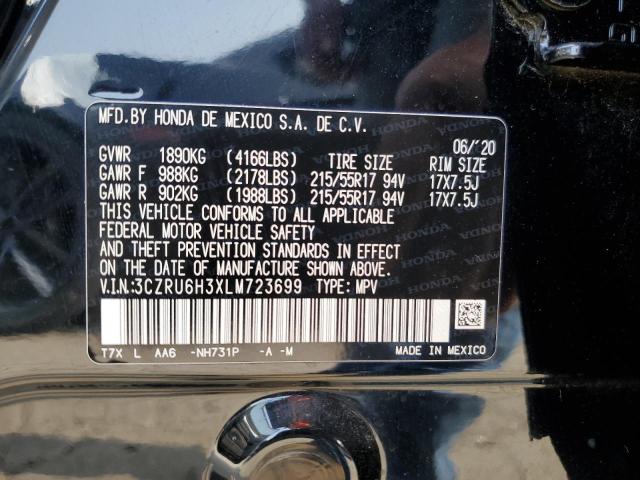 MFD.BY HONDA DE MEXICO S.A. DE C.V.
06/'20
GVWR 1890KG (4166LBS) TIRE SIZE RIM SIZE
GAWR F 988KG (2178LBS) 215/55R17 94V 17X7.5J
GAWR R 902KG (1988LBS) 215/55R17 94V 17X7.5J
THIS VEHICLE CONFORMS TO ALL APPLICABLE
FEDERAL MOTOR VEHICLE SAFETY
AND THEFT PREVENTION STANDARDS IN EFFECT
ON THE DATE OF MANUFACTURE SHOWN ABOVE.
V.I.N.:3CZRU6H3XLM723699 TYPE: MPV
T7X L AA6 -NH731P -A -M MADE IN MEXICO